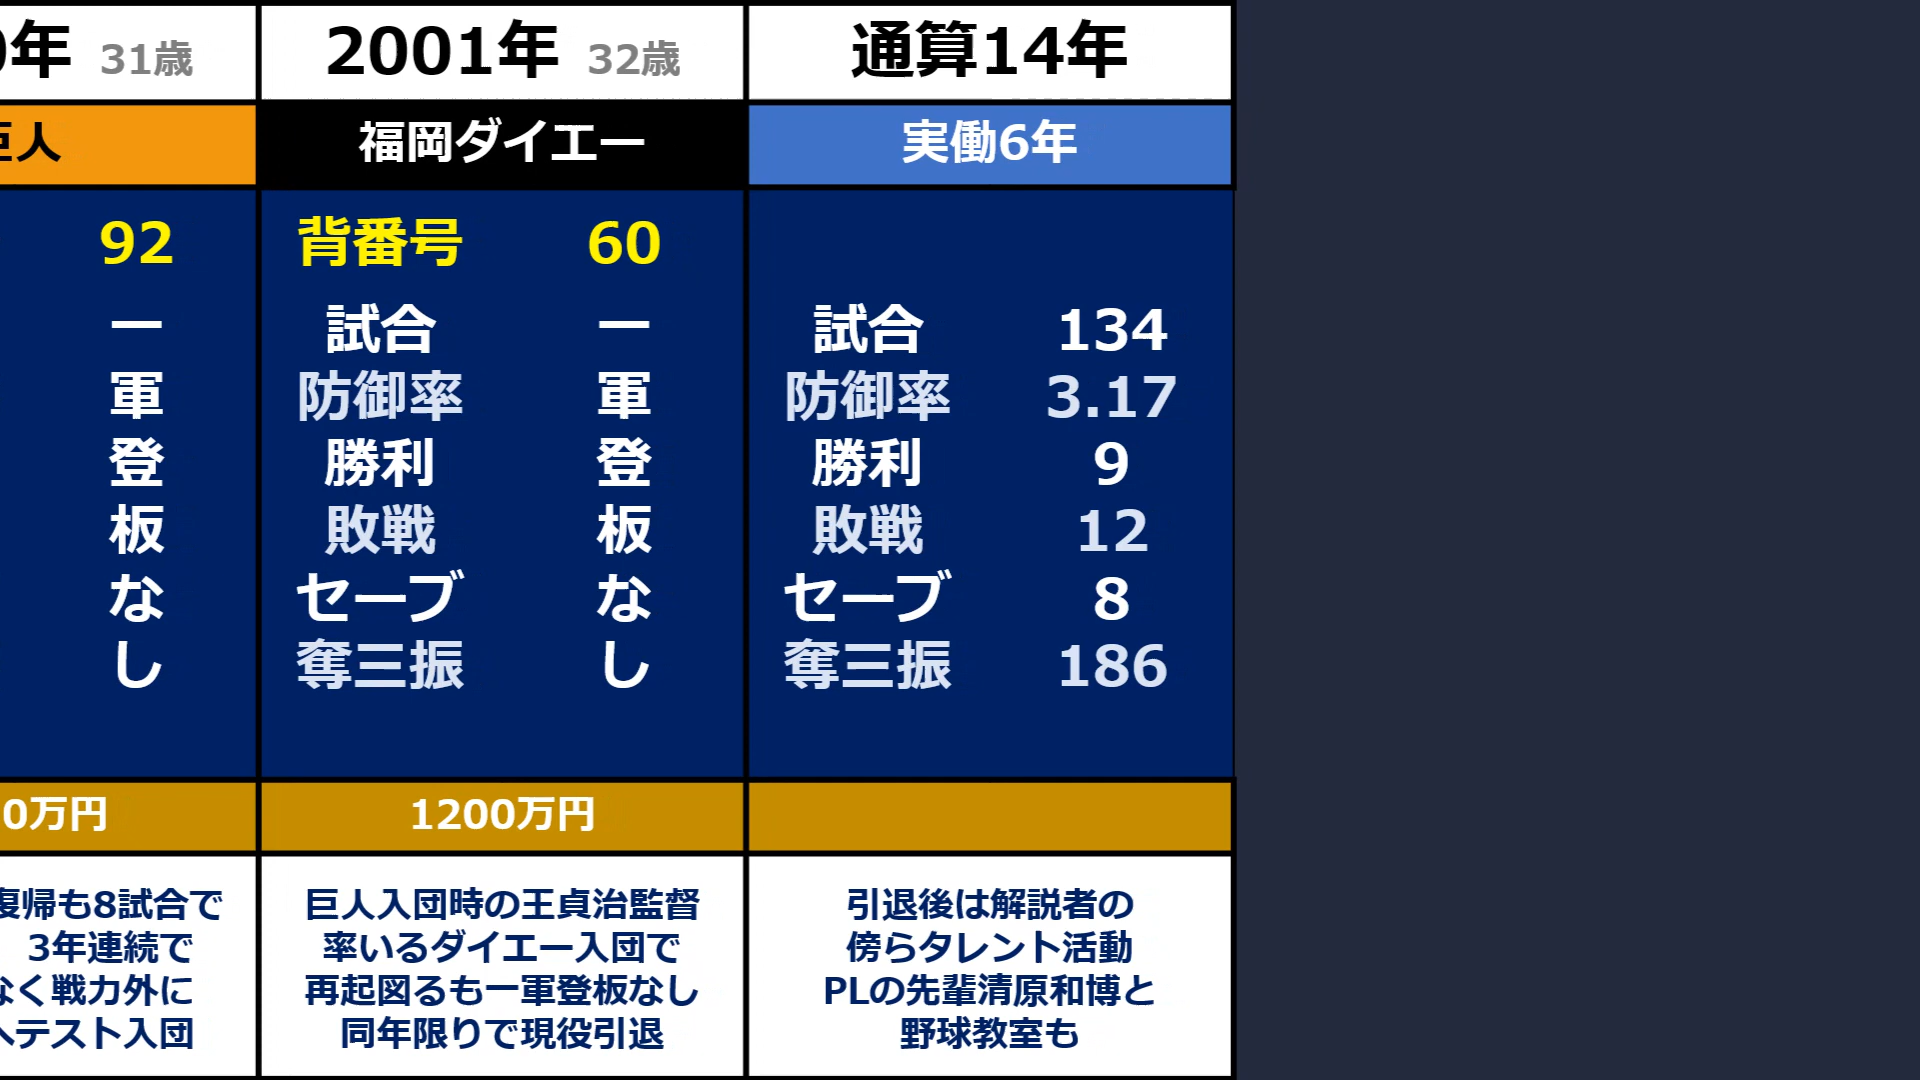 0年 31歳
巨人
92
一
軍
登
板
な
し
0万円
復帰も8試合で
3年連続で
なく戦力外に
へテスト入団
2001年 32歳
福岡ダイエー
背番号 60
試合 一
防御率 軍
勝利 登
敗戦 板
セーブ な
奪三振 し
1200万円
巨人入団時の王貞治監督
率いるダイエー入団で
再起図るも一軍登板なし
同年限りで現役引退
通算14年
実働6年
試合 134
防御率 3.17
勝利 9
敗戦 12
セーブ 8
奪三振 186
引退後は解説者の
傍らタレント活動
PLの先輩清原和博と
野球教室も